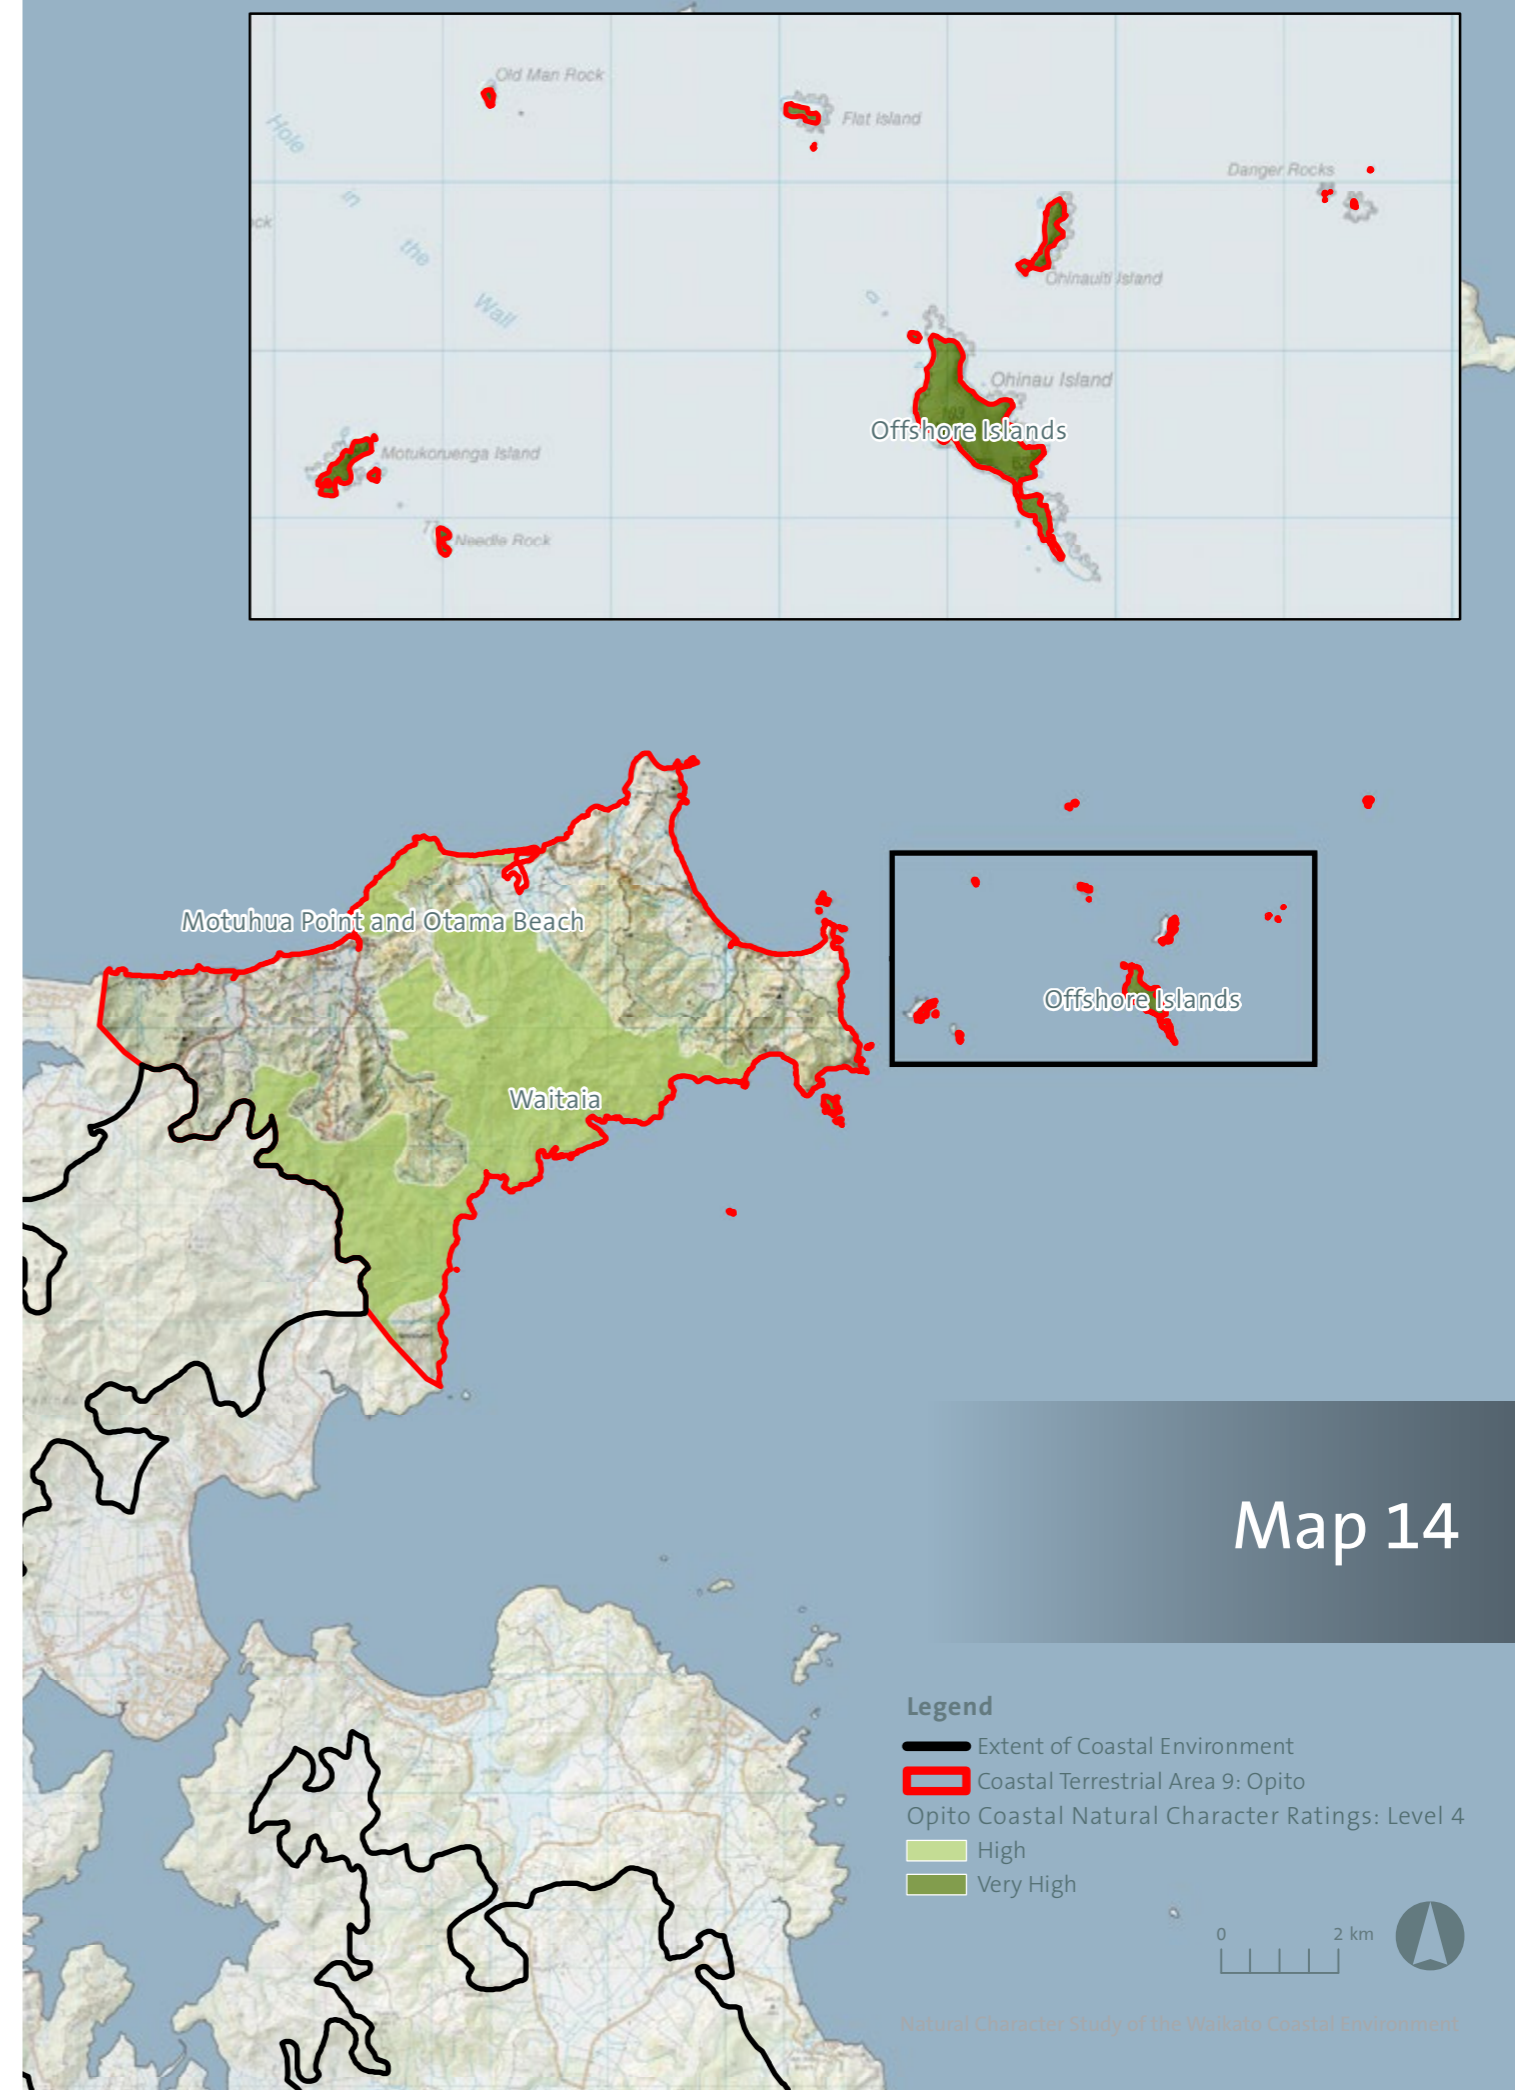 Old Man Rock
Flat Island
Hole
in
the
Wall
Danger Rocks
ck
Ohinauiti Island
Ohinau Island
193
Offshore Islands
Motukoruenga Island
Needle Rock
Motuhua Point and Otama Beach
Offshore Islands
Waitaia
Map 14
Legend
Extent of Coastal Environment
Coastal Terrestrial Area 9: Opito
Opito Coastal Natural Character Ratings: Level 4
High
Very High
0 2 km
Natural Character Study of the Waikato Coastal Environment